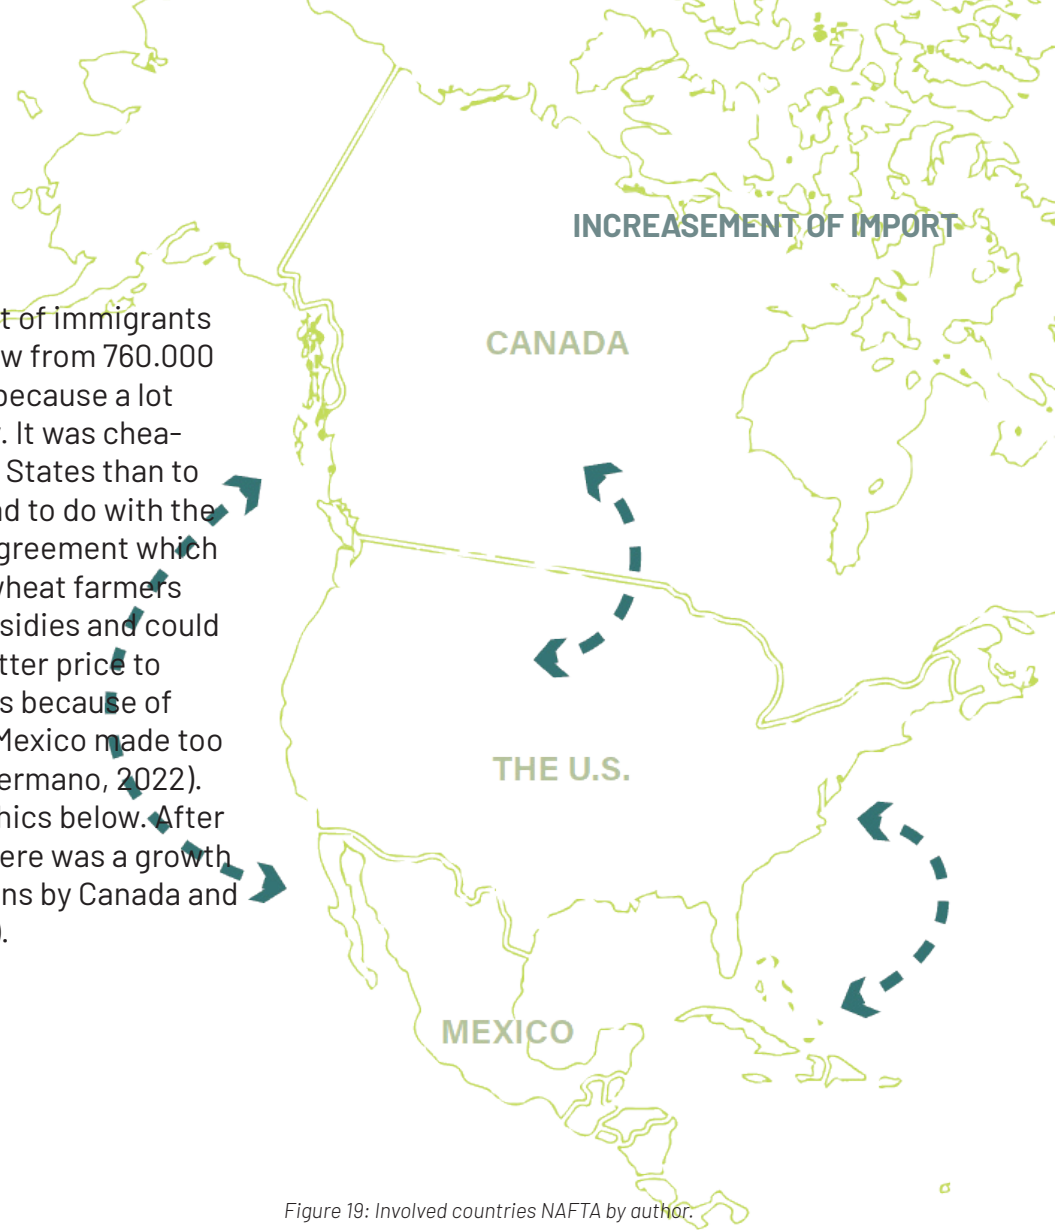 INCREASEMENT OF IMPORT
CANADA
THE U.S.
MEXICO
t of immigrants
w from 760.000
because a lot
. It was chea-
States than to
d to do with the
greement which
wheat farmers
sidies and could
tter price to
s because of
Mexico made too
ermano, 2022).
hics below. After
ere was a growth
ns by Canada and
).
Figure 19: Involved countries NAFTA by author.